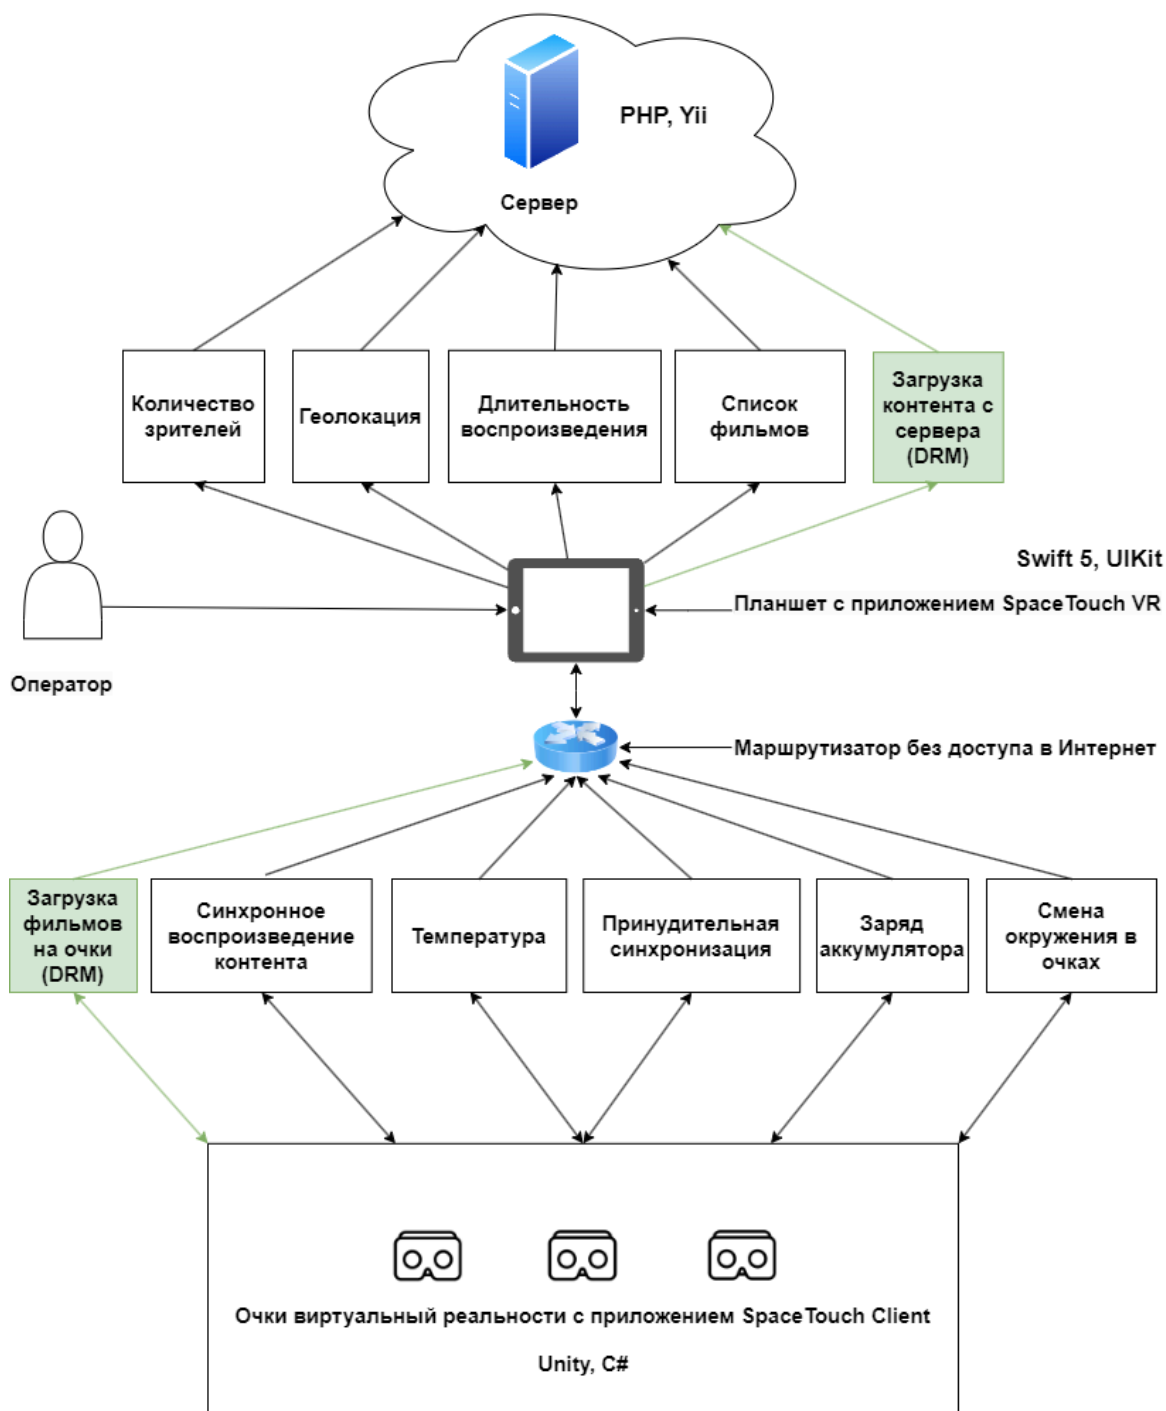 PHP, Yii
Сервер
Количество
зрителей
Геолокация
Длительность
воспроизведения
Список
фильмов
Загрузка
контента с
сервера
(DRM)
Swift 5, UIKit
Планшет с приложением SpaceTouch VR
Оператор
Маршрутизатор без доступа в Интернет
Загрузка
фильмов
на очки
(DRM)
Синхронное
воспроизведение
контента
Температура
Принудительная
синхронизация
Заряд
аккумулятора
Смена
окружения в
очках
Очки виртуальный реальности с приложением SpaceTouch Client
Unity, C#